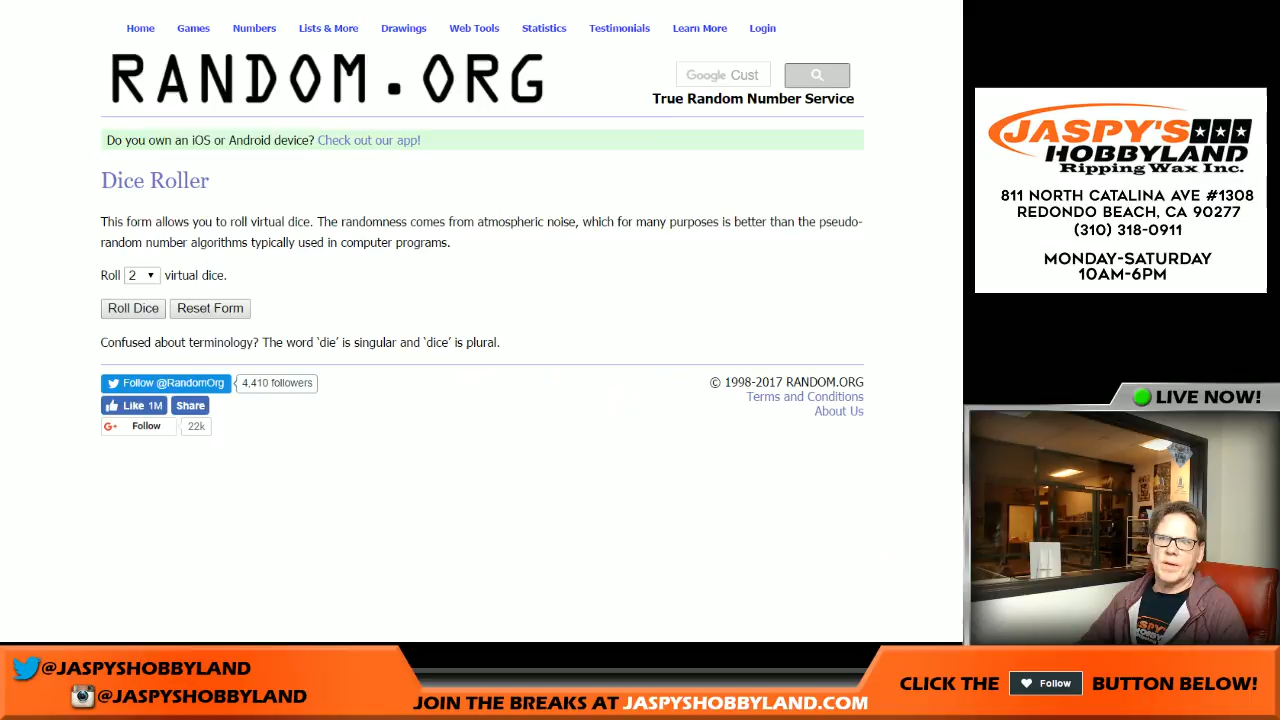 Home Games Numbers Lists & More Drawings Web Tools Statistics Testimonials Learn More Login
RANDOM.ORG
Google Cust
True Random Number Service
Do you own an iOS or Android device? Check out our app!
Dice Roller
This form allows you to roll virtual dice. The randomness comes from atmospheric noise, which for many purposes is better than the pseudo-
random number algorithms typically used in computer programs.
Roll 2 virtual dice.
Roll Dice Reset Form
Confused about terminology? The word ‘die’ is singular and ‘dice’ is plural.
Follow @RandomOrg 4,410 followers
Like 1M Share
G+ Follow 22k
© 1998-2017 RANDOM.ORG
Terms and Conditions
About Us
JASPY'S
HOBBYLAND
Ripping Wax Inc.
811 NORTH CATALINA AVE #1308
REDONDO BEACH, CA 90277
(310) 318-0911
MONDAY-SATURDAY
10AM-6PM
LIVE NOW!
JASPY'S
@JASPYSHOBBYLAND
@JASPYSHOBBYLAND
JOIN THE BREAKS AT JASPYSHOBBYLAND.COM
CLICK THE Follow BUTTON BELOW!